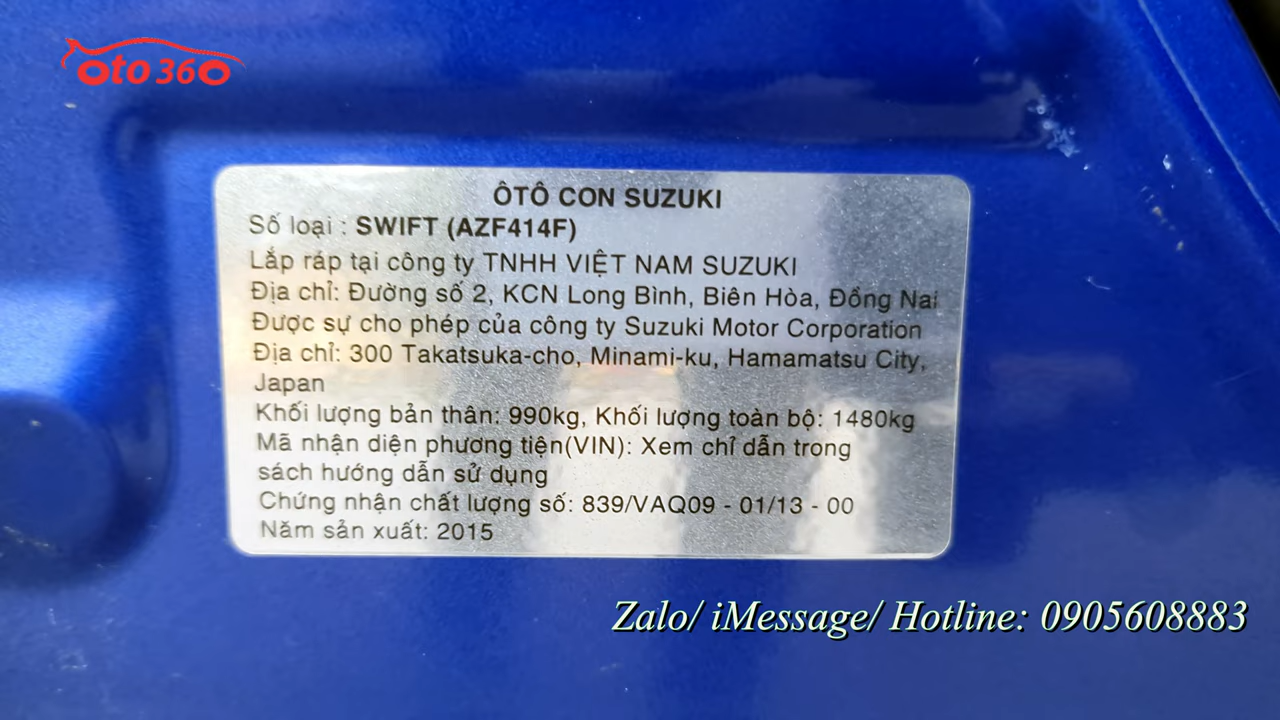 oto 360
ÔTÔ CON SUZUKI
Số loại : SWIFT (AZF414F)
Lắp ráp tại công ty TNHH VIỆT NAM SUZUKI
Địa chỉ: Đường số 2, KCN Long Bình, Biên Hòa, Đồng Nai
Được sự cho phép của công ty Suzuki Motor Corporation
Địa chỉ: 300 Takatsuka-cho, Minami-ku, Hamamatsu City,
Japan
Khối lượng bản thân: 990kg, Khối lượng toàn bộ: 1480kg
Mã nhận diện phương tiện(VIN): Xem chỉ dẫn trong
sách hướng dẫn sử dụng
Chứng nhận chất lượng số: 839/VAQ09 - 01/13 - 00
Năm sản xuất: 2015
Zalo/ iMessage/ Hotline: 0905608883